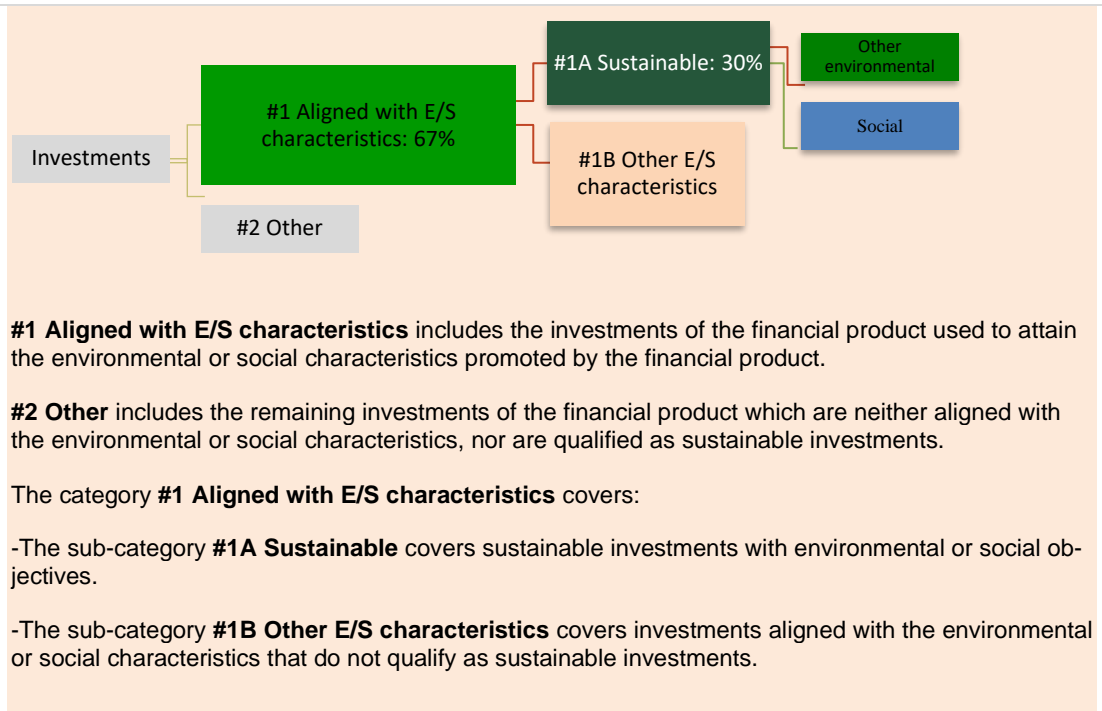 Investments
#1 Aligned with E/S
characteristics: 67%
#2 Other
#1A Sustainable: 30%
#1B Other E/S
characteristics
Other
environmental
Social
#1 Aligned with E/S characteristics includes the investments of the financial product used to attain
the environmental or social characteristics promoted by the financial product.
#2 Other includes the remaining investments of the financial product which are neither aligned with
the environmental or social characteristics, nor are qualified as sustainable investments.
The category #1 Aligned with E/S characteristics covers:
-The sub-category #1A Sustainable covers sustainable investments with environmental or social ob-
jectives.
-The sub-category #1B Other E/S characteristics covers investments aligned with the environmental
or social characteristics that do not qualify as sustainable investments.